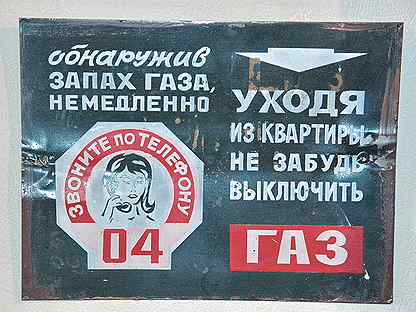 обнаружив
ЗАПАХ ГАЗА,
НЕМЕДЛЕННО
ЗВОНИТЕ ПО ТЕЛЕФОНУ
04
УХОДЯ
ИЗ КВАРТИРЫ
НЕ ЗАБУДЬ
ВЫКЛЮЧИТЬ
ГАЗ